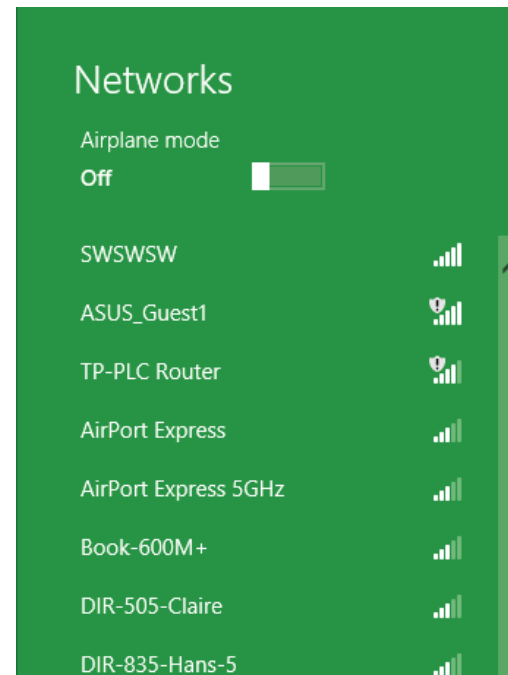 Networks
Airplane mode
Off
SWSWSW
ASUS_Guest1
TP-PLC Router
AirPort Express
AirPort Express 5GHz
Book-600M+
DIR-505-Claire
DIR-835-Hans-5